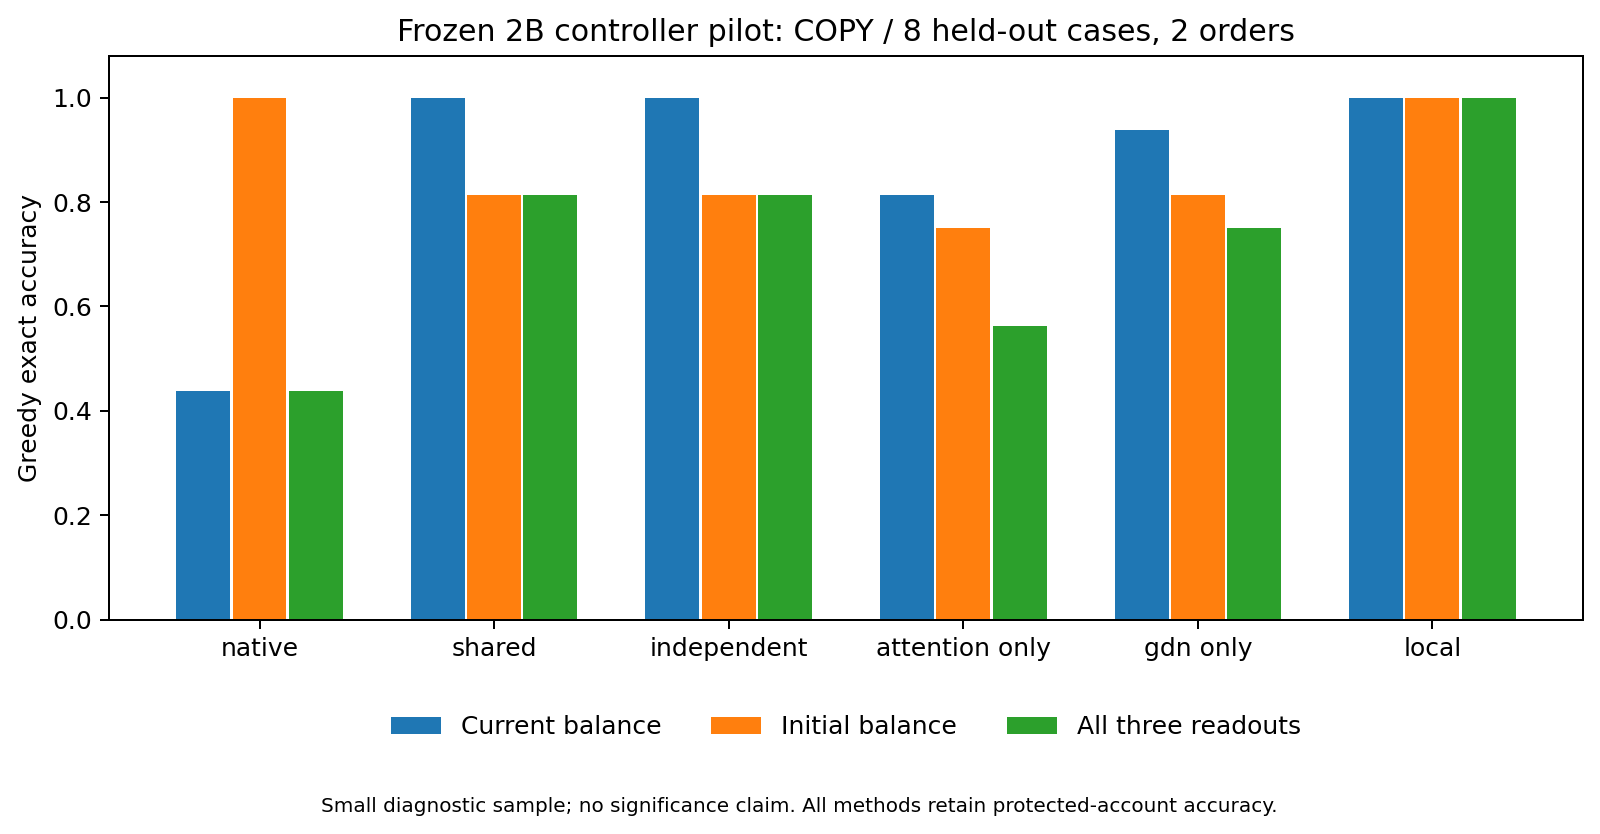 Frozen 2B controller pilot: COPY / 8 held-out cases, 2 orders
Greedy exact accuracy
1.0
0.8
0.6
0.4
0.2
0.0
native shared independent attention only gdn only local
Current balance Initial balance All three readouts
Small diagnostic sample; no significance claim. All methods retain protected-account accuracy.